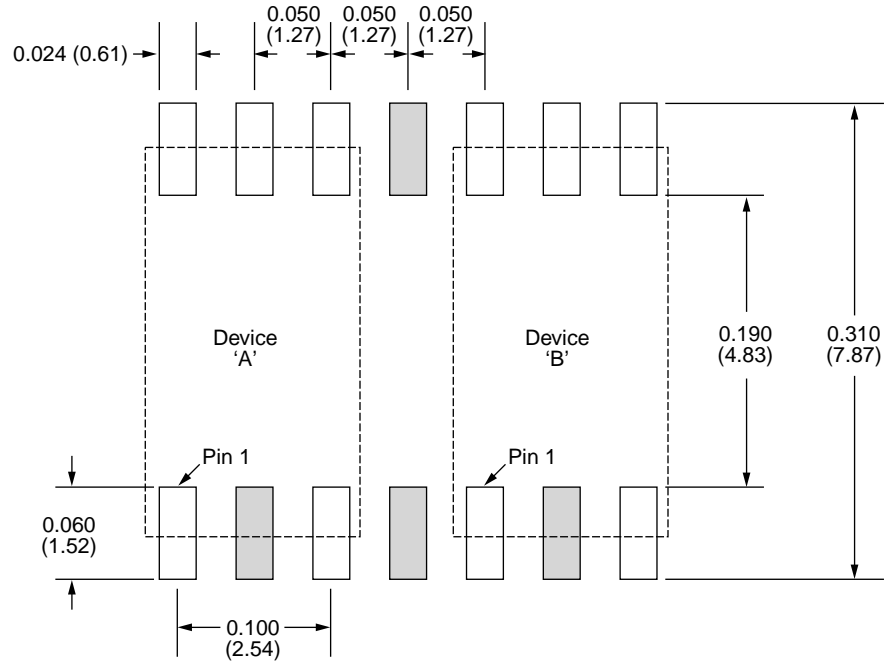 0.050
(1.27)
0.050
(1.27)
0.050
(1.27)
0.024 (0.61)
Device
'A'
Device
'B'
0.190
(4.83)
0.310
(7.87)
Pin 1
Pin 1
0.060
(1.52)
0.100
(2.54)